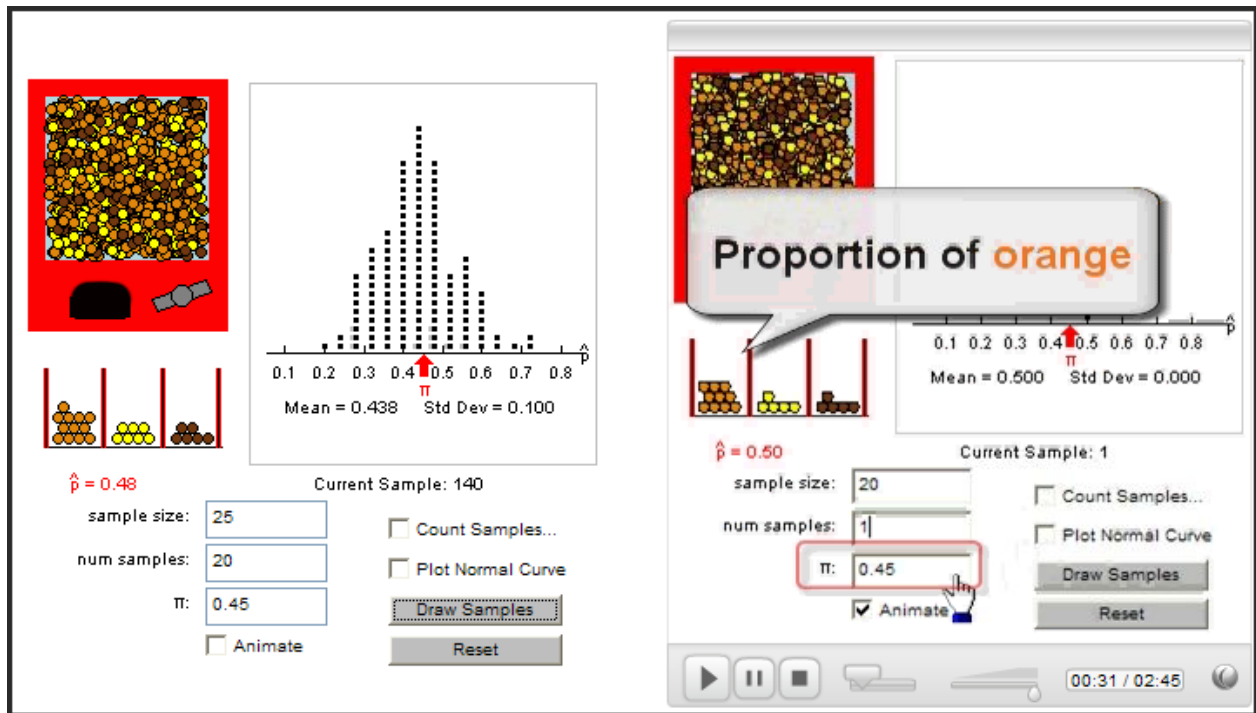 0.1 0.2 0.3 0.4 0.5 0.6 0.7 0.8 p̂
π
Mean = 0.438 Std Dev = 0.100
p̂ = 0.48
Current Sample: 140
sample size: 25
num samples: 20
π: 0.45
Animate
Count Samples...
Plot Normal Curve
Draw Samples
Reset
Proportion of orange
0.1 0.2 0.3 0.4 0.5 0.6 0.7 0.8 p̂
π
Mean = 0.500 Std Dev = 0.000
p̂ = 0.50
Current Sample: 1
sample size: 20
num samples: 1
π: 0.45
Animate
Count Samples...
Plot Normal Curve
Draw Samples
Reset
00:31 / 02:45